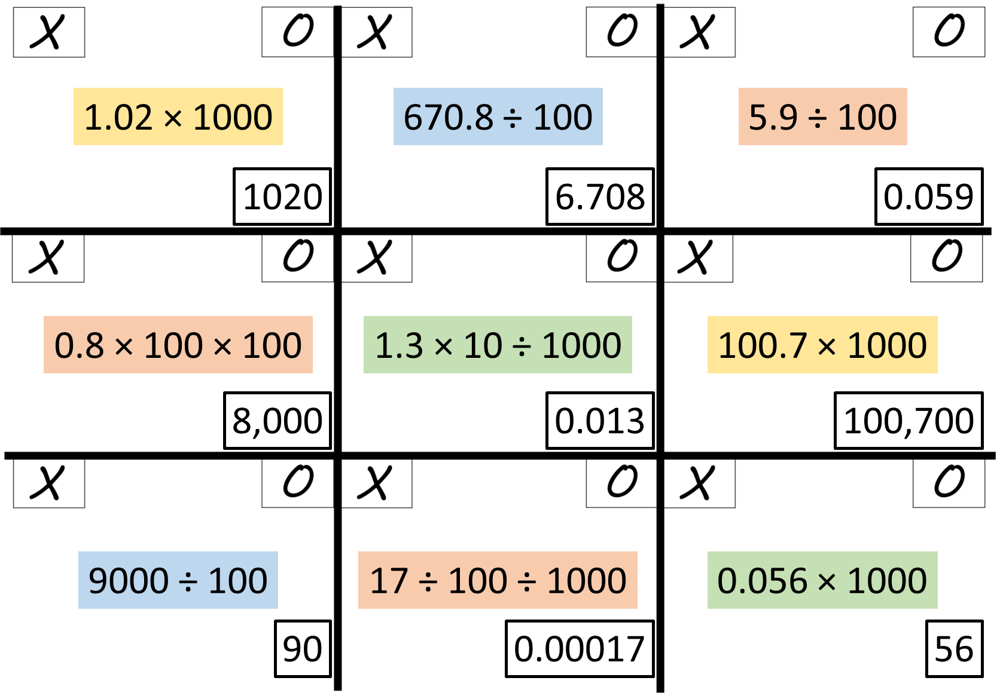 X O X O X O
1.02 × 1000 670.8 ÷ 100 5.9 ÷ 100
1020 6.708 0.059
X O X O X O
0.8 × 100 × 100 1.3 × 10 ÷ 1000 100.7 × 1000
8,000 0.013 100,700
X O X O X O
9000 ÷ 100 17 ÷ 100 ÷ 1000 0.056 × 1000
90 0.00017 56